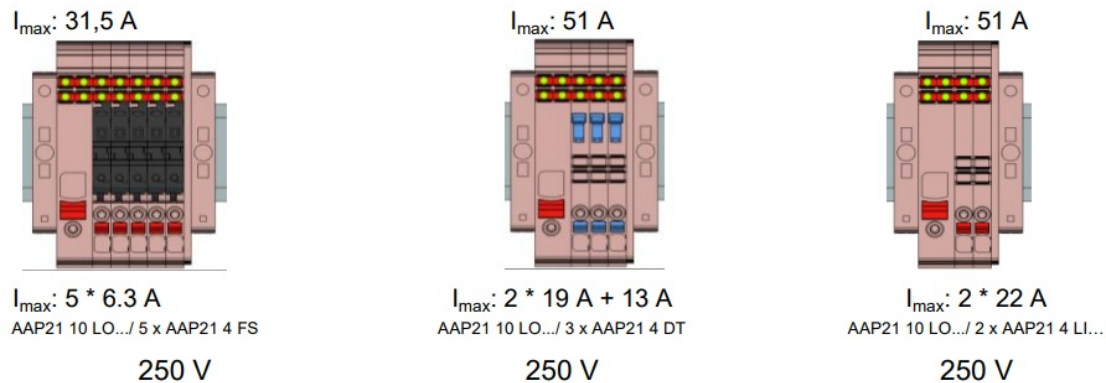 Imax: 31,5 A
Imax: 51 A
Imax: 51 A
Imax: 5 * 6.3 A
AAP21 10 LO.../ 5 x AAP21 4 FS
250 V
Imax: 2 * 19 A + 13 A
AAP21 10 LO.../ 3 x AAP21 4 DT
250 V
Imax: 2 * 22 A
AAP21 10 LO.../ 2 x AAP21 4 LI...
250 V